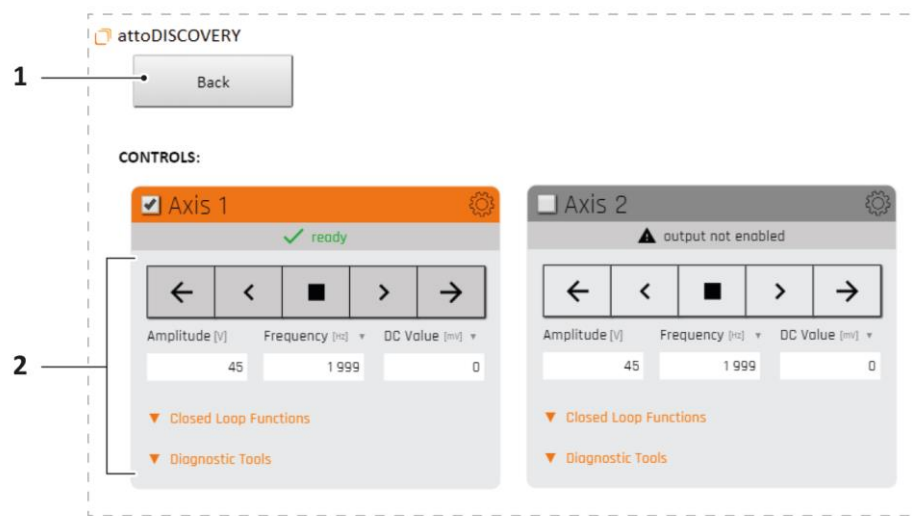 attoDISCOVERY
1
Back
CONTROLS:
Axis 1
Axis 2
ready
output not enabled
Amplitude [V] Frequency [Hz] DC Value [mV]
Amplitude [V] Frequency [Hz] DC Value [mV]
45 1 999 0
45 1 999 0
2
Closed Loop Functions
Closed Loop Functions
Diagnostic Tools
Diagnostic Tools